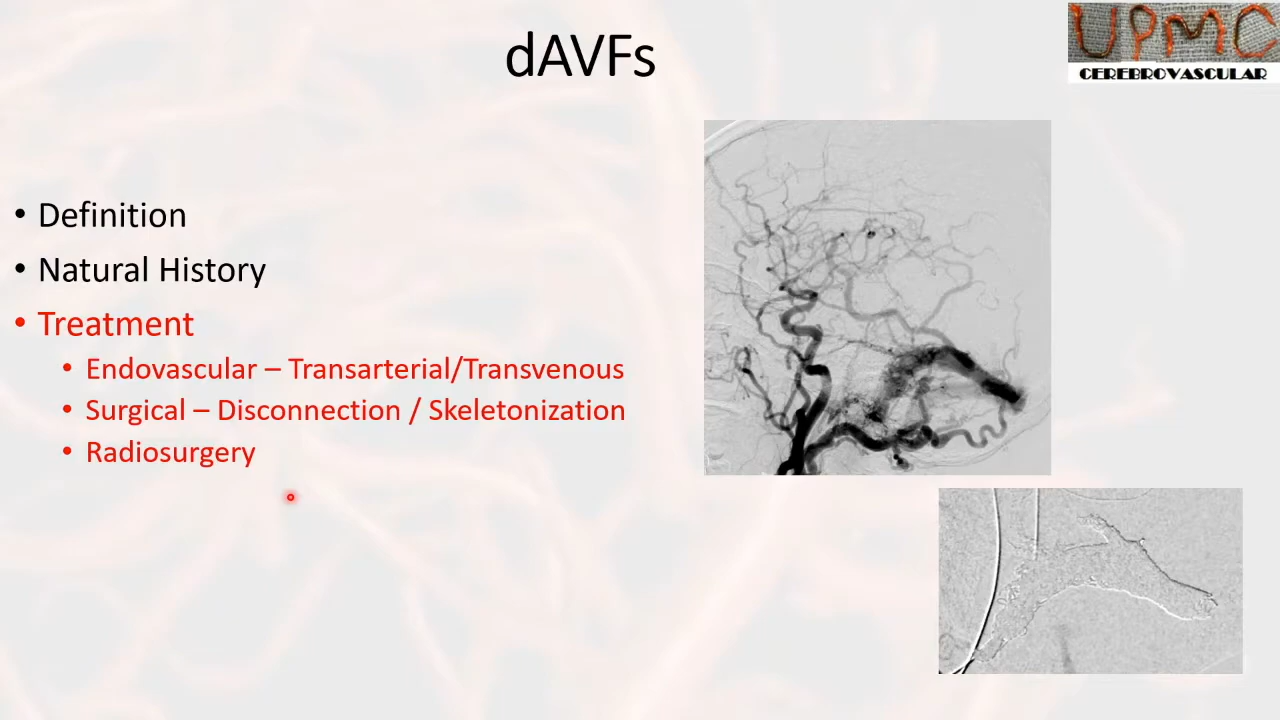 dAVFs
UPMC
CEREBROVASCULAR
• Definition
• Natural History
• Treatment
• Endovascular – Transarterial/Transvenous
• Surgical – Disconnection / Skeletonization
• Radiosurgery